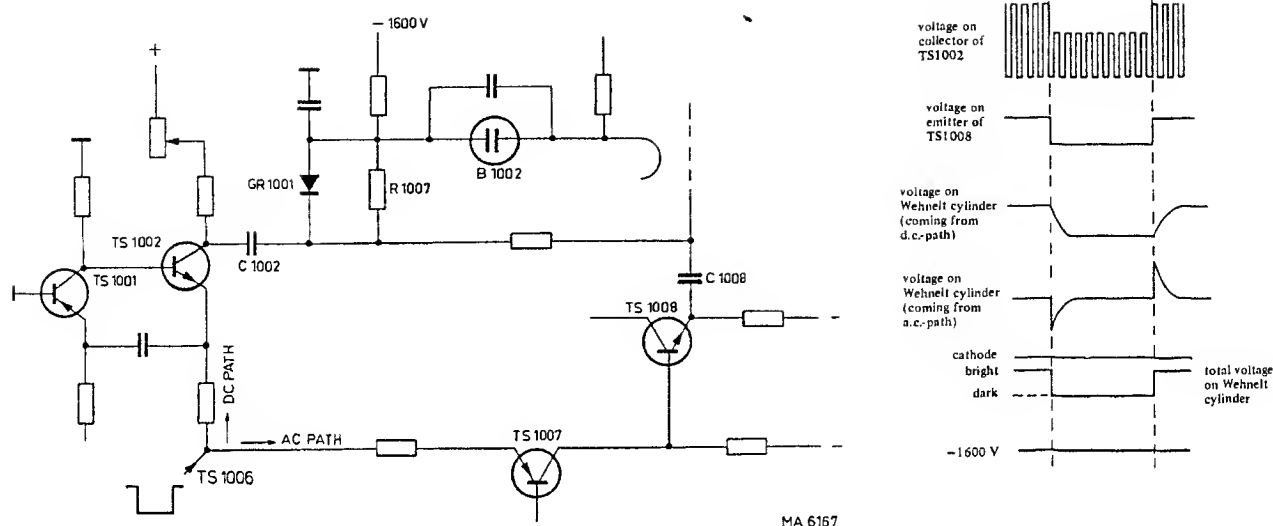 − 1600 V
+
GR 1001
B 1002
R 1007
TS 1002
TS 1001
C 1002
C 1008
TS 1008
DC PATH
AC PATH
TS 1007
TS 1006
MA 6167
voltage on
collector of
TS1002
voltage on
emitter of
TS1008
voltage on
Wehnelt cylinder
(coming from
d.c.-path)
voltage on
Wehnelt cylinder
(coming from
a.c.-path)
cathode
bright
dark
total voltage
on Wehnelt
cylinder
−1600 V